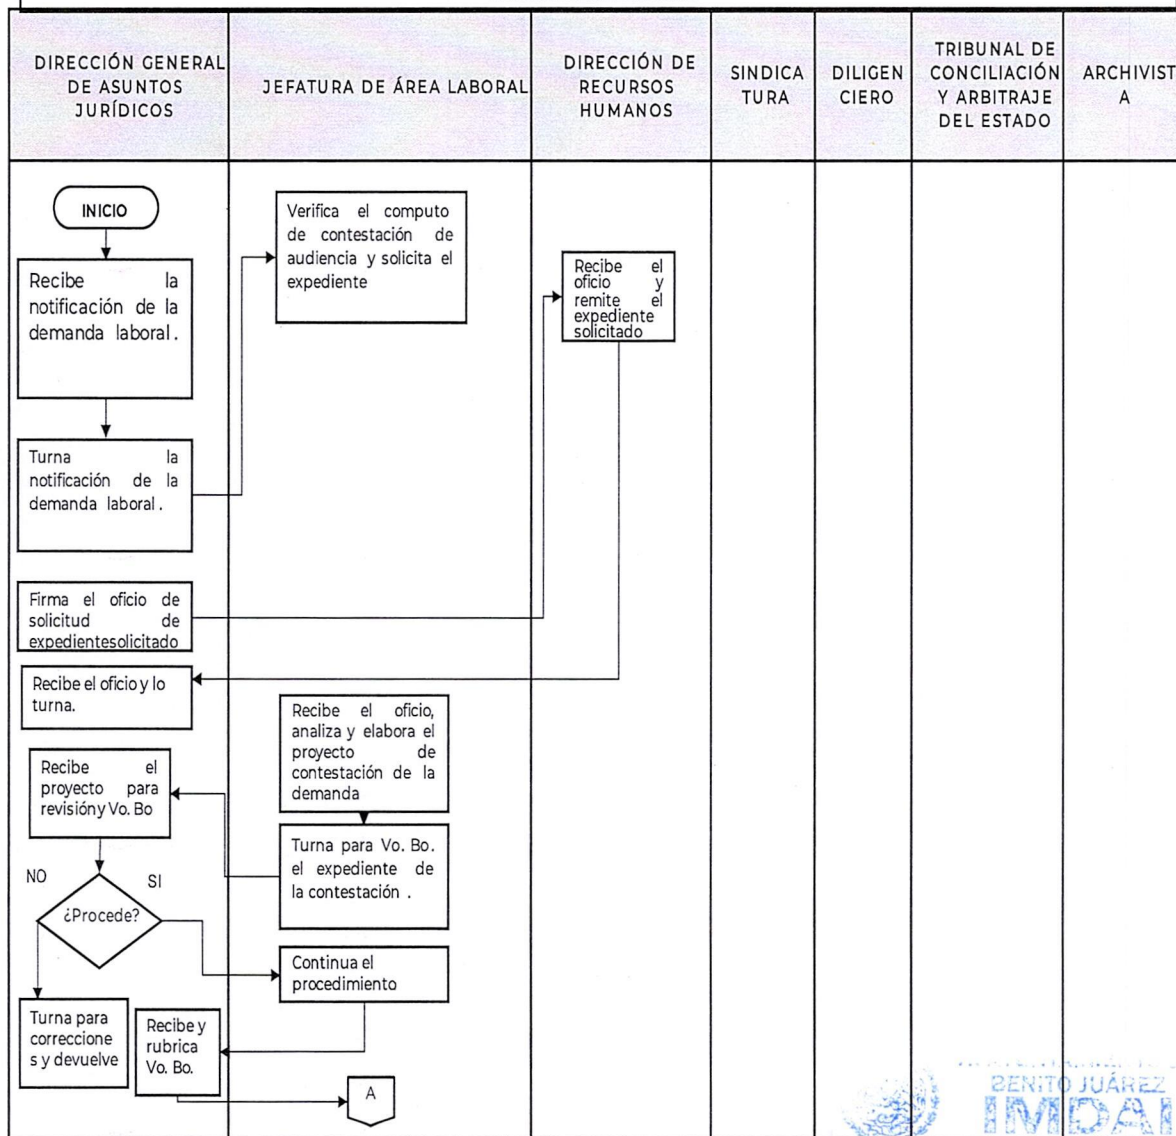 DIRECCIÓN GENERAL
DE ASUNTOS
JURÍDICOS
JEFATURA DE ÁREA LABORAL
DIRECCIÓN DE
RECURSOS
HUMANOS
SINDICA
TURA
DILIGEN
CIERO
TRIBUNAL DE
CONCILIACIÓN
Y ARBITRAJE
DEL ESTADO
ARCHIVIST
A
INICIO
Recibe la
notificación de la
demanda laboral.
Turna la
notificación de la
demanda laboral.
Verifica el computo
de contestación de
audiencia y solicita el
expediente
Firma el oficio de
solicitud de
expedientesolicitado
Recibe el
oficio y
remite el
expediente
solicitado
Recibe el oficio y lo
turna.
Recibe el oficio,
analiza y elabora el
proyecto de
contestación de la
demanda
Turna para Vo. Bo.
el expediente de
la contestación .
Recibe el
proyecto para
revisióny Vo. Bo
NO
SI
¿Procede?
Turna para
correccione
s y devuelve
Continua el
procedimiento
Recibe y
rubrica
Vo. Bo.
A
BENITO JUÁREZ
IMDAI